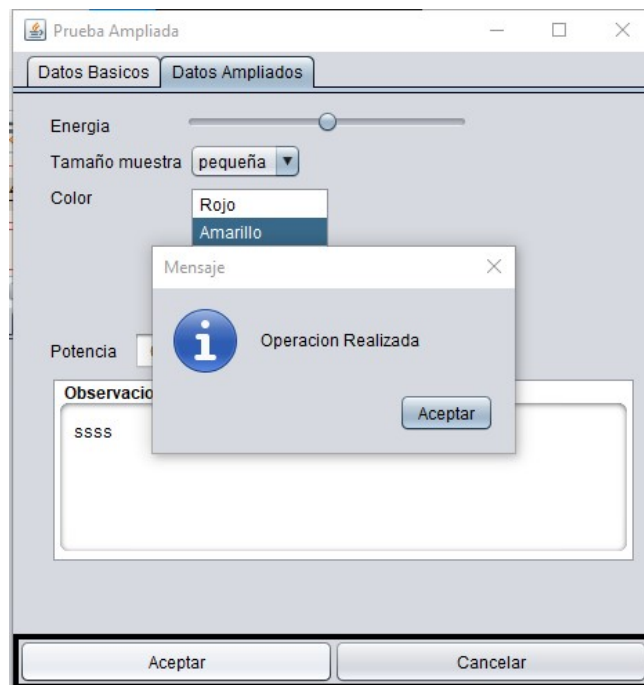 Prueba Ampliada
Datos Basicos Datos Ampliados
Energia
Tamaño muestra pequeña
Color
Rojo
Amarillo
Mensaje
Operacion Realizada
Aceptar
Potencia
ssss
Aceptar Cancelar